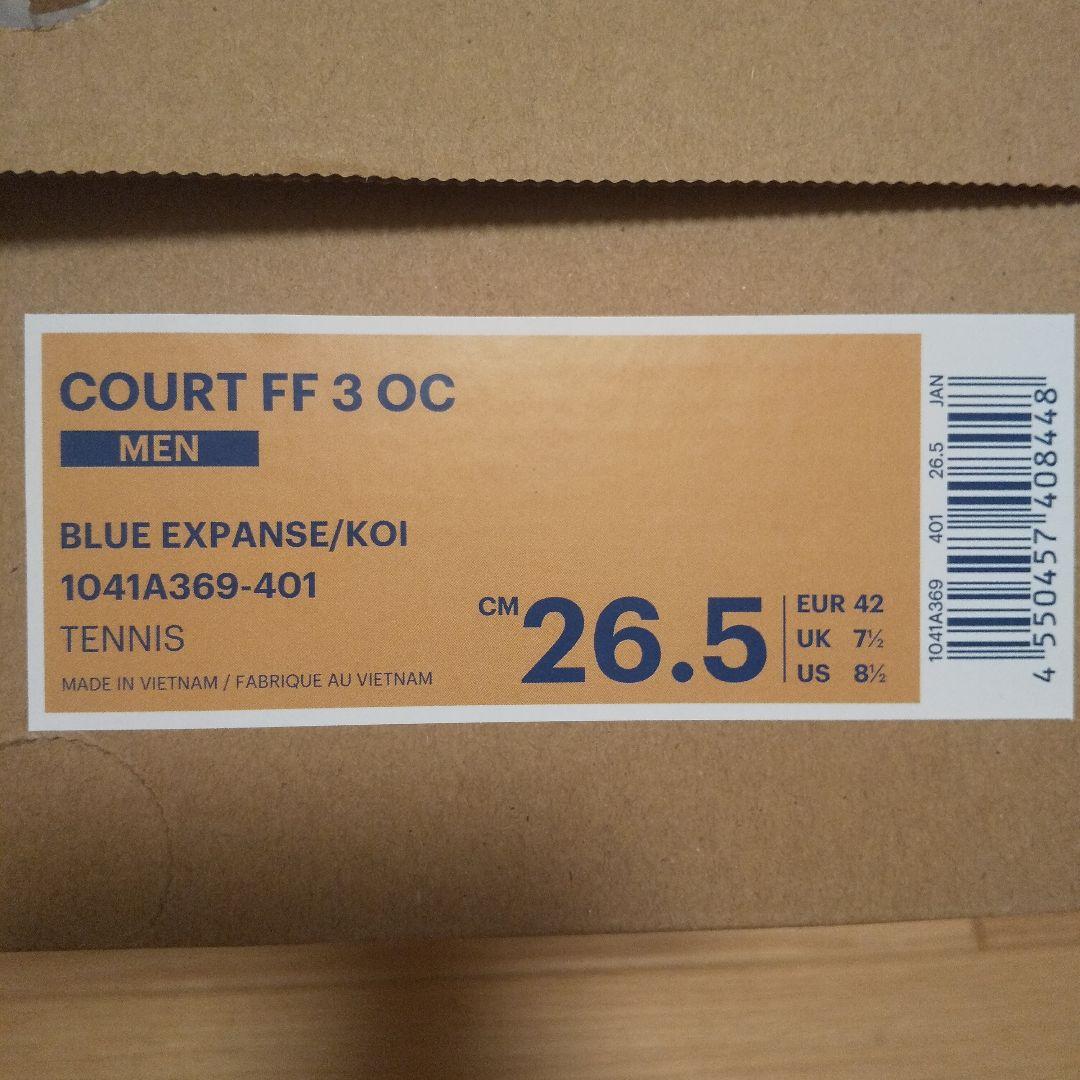 COURT FF 3 OC
MEN
BLUE EXPANSE/KOI
1041A369-401
TENNIS
MADE IN VIETNAM / FABRIQUE AU VIETNAM
CM 26.5
EUR 42
UK 7½
US 8½
1041A369 401 26.5 JAN
4 550457 408448